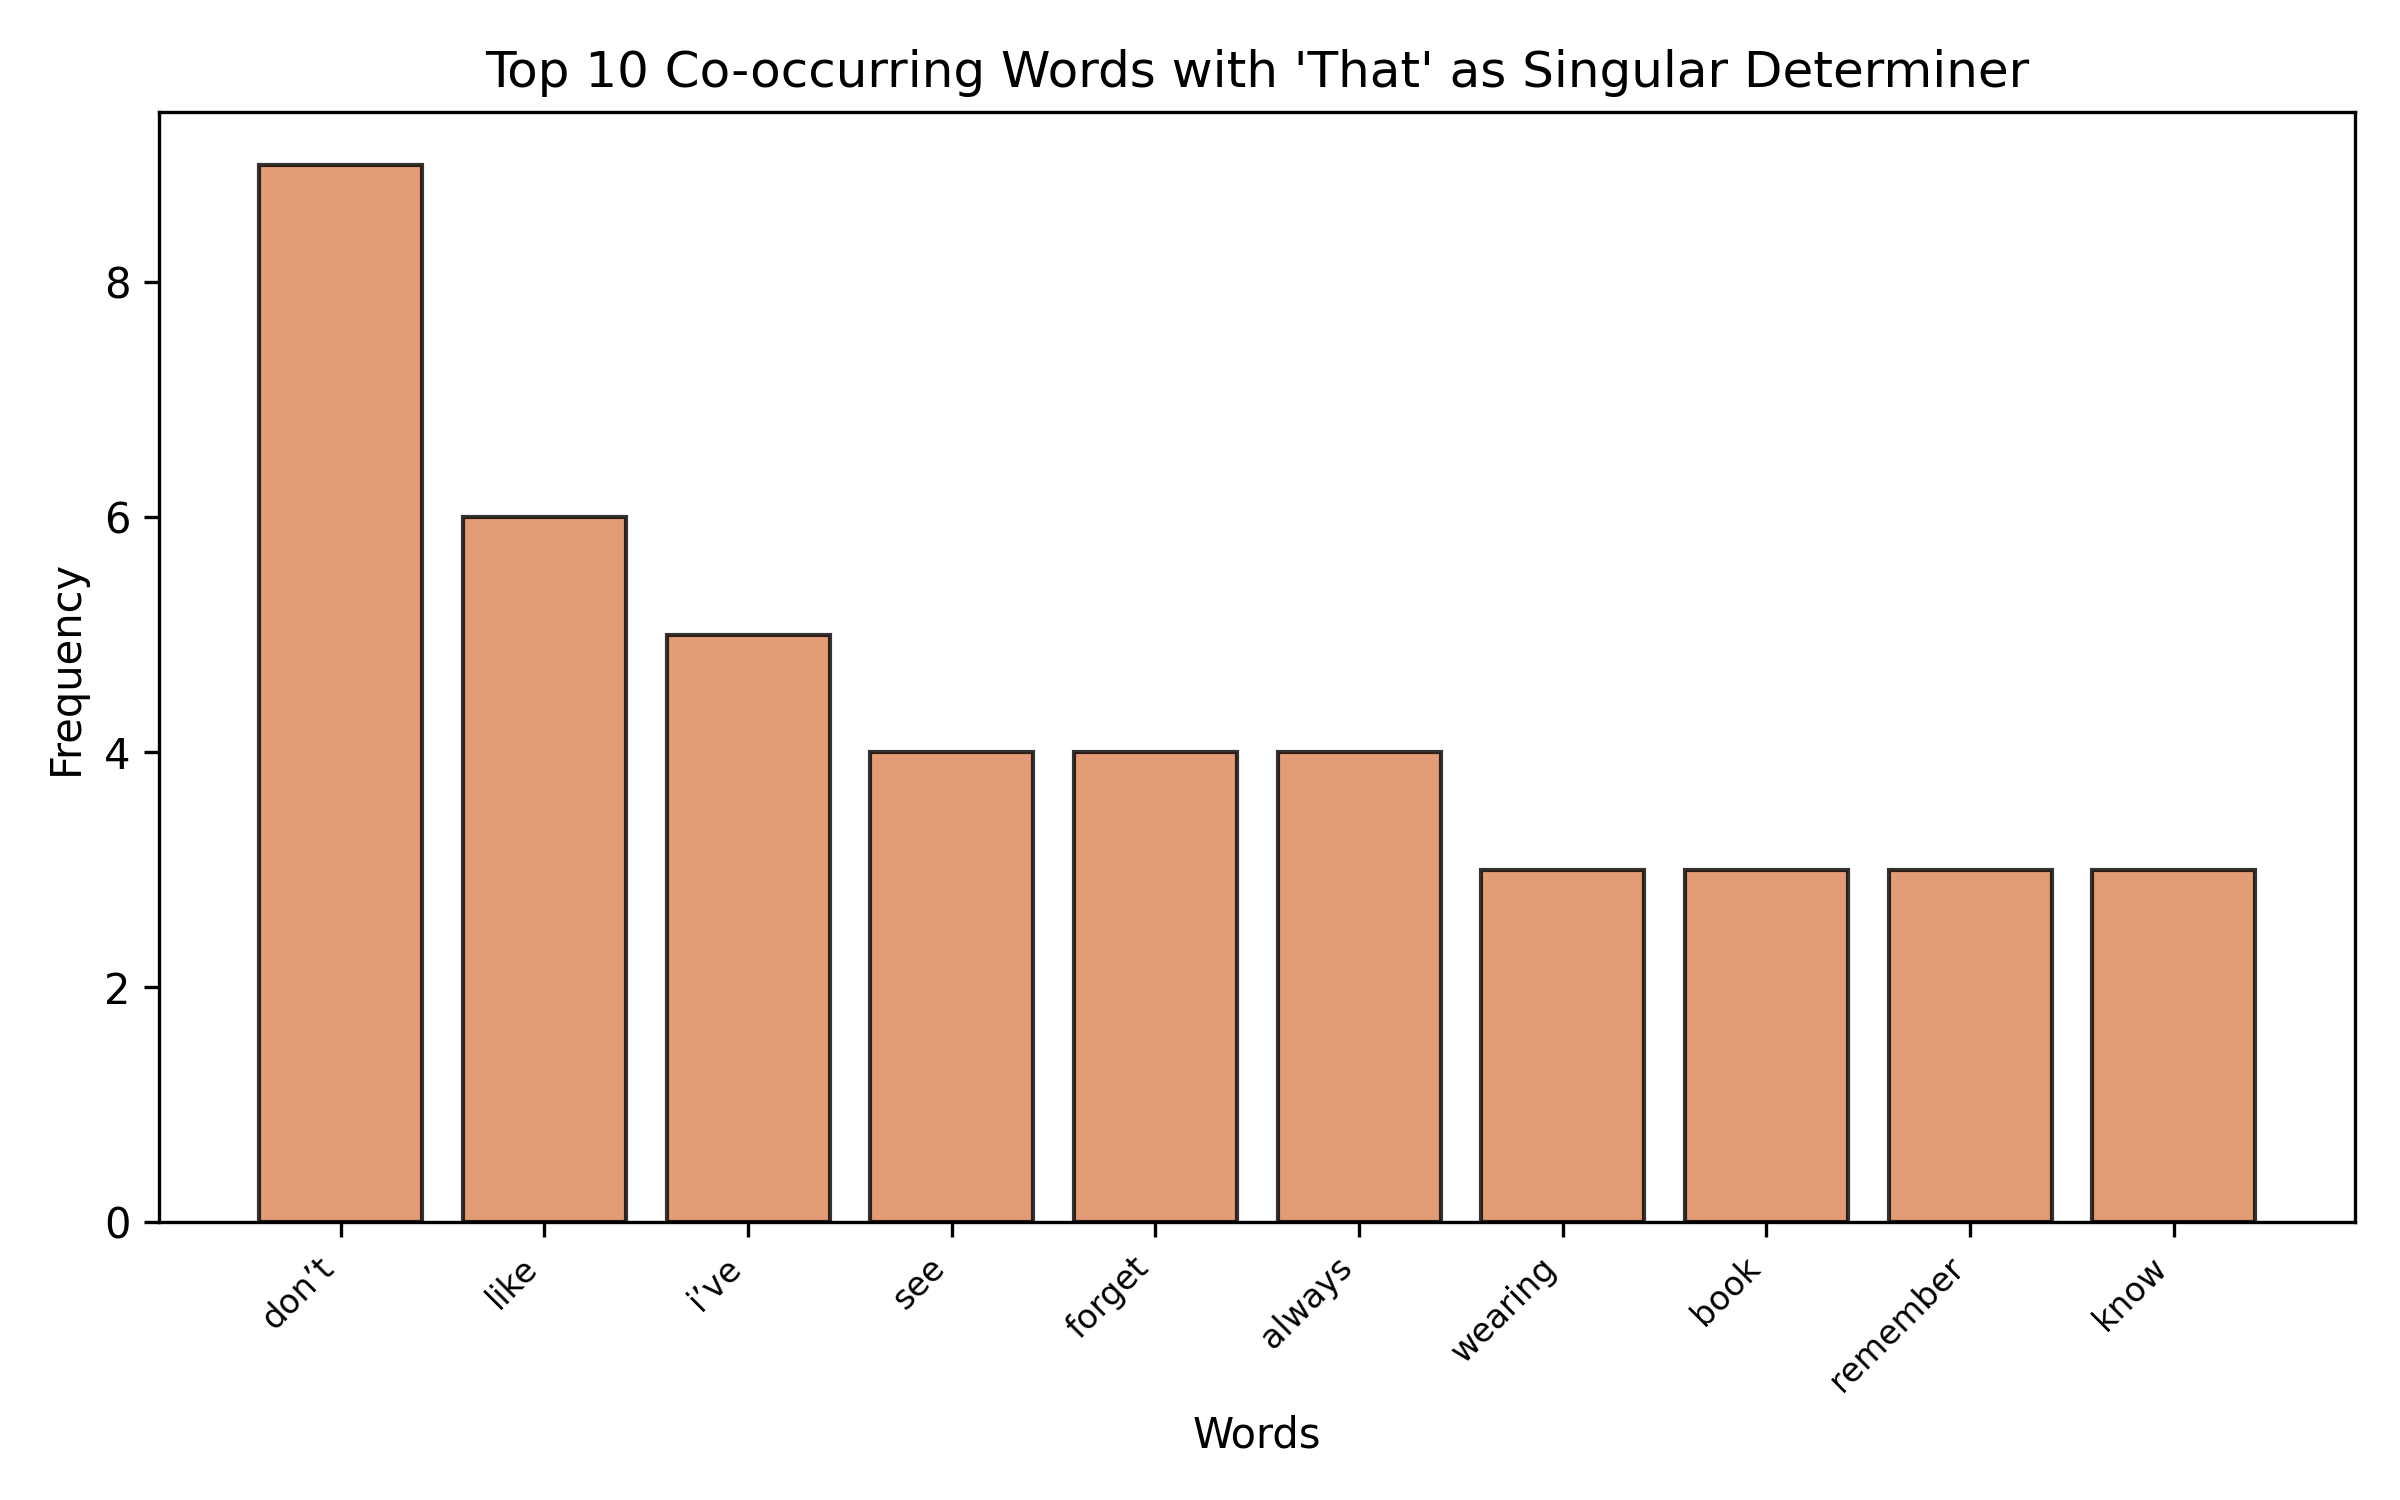 Top 10 Co-occurring Words with 'That' as Singular Determiner
Frequency
8
6
4
2
0
don’t
like
i’ve
see
forget
always
wearing
book
remember
know
Words